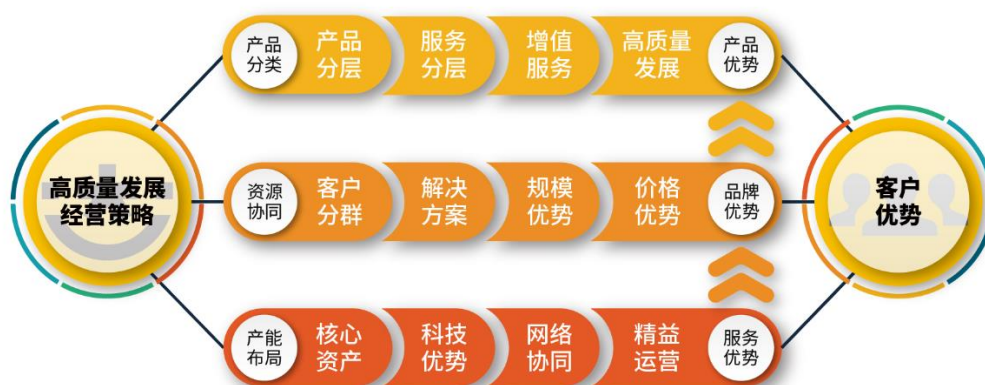 高质量发展
经营策略
产品
分类
产品
分层
服务
分层
增值
服务
高质量
发展
产品
优势
资源
协同
客户
分群
解决
方案
规模
优势
价格
优势
品牌
优势
产能
布局
核心
资产
科技
优势
网络
协同
精益
运营
服务
优势
客户
优势